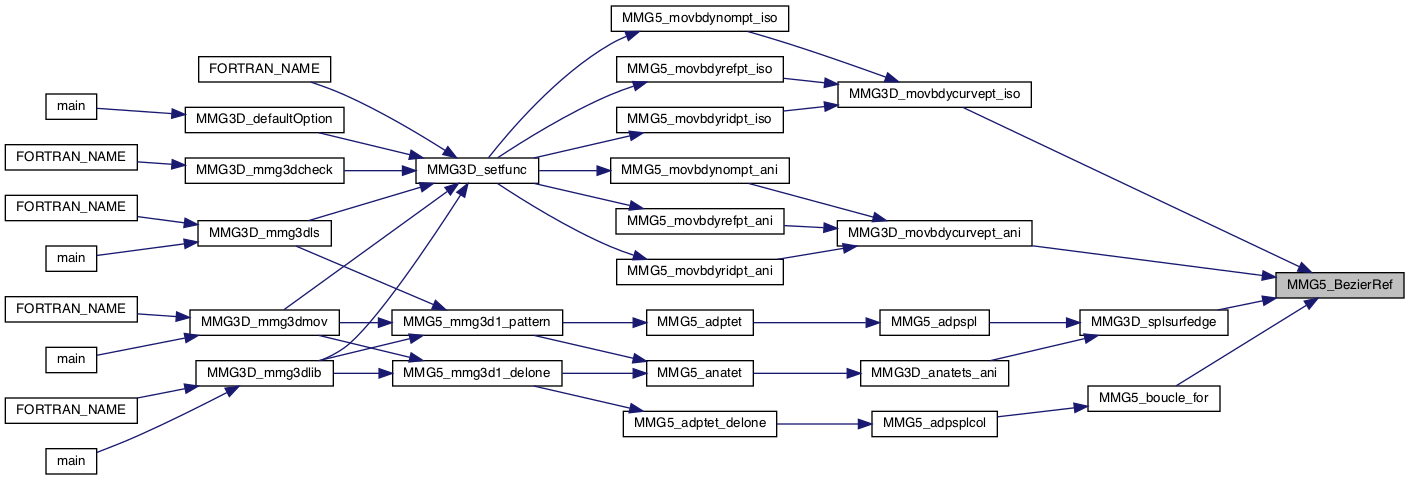 MMG5_movbdynompt_iso
FORTRAN_NAME
MMG5_movbdyrefpt_iso
MMG3D_movbdycurvept_iso
main
MMG3D_defaultOption
MMG5_movbdyridpt_iso
FORTRAN_NAME
MMG3D_mmg3dcheck
MMG3D_setfunc
MMG5_movbdynompt_ani
FORTRAN_NAME
MMG3D_mmg3dls
MMG5_movbdyrefpt_ani
MMG3D_movbdycurvept_ani
main
MMG5_movbdyridpt_ani
MMG5_BezierRef
FORTRAN_NAME
MMG3D_mmg3dmov
MMG5_mmg3d1_pattern
MMG5_adptet
MMG5_adpspl
MMG3D_splsurfedge
main
MMG3D_mmg3dlib
MMG5_mmg3d1_delone
MMG5_anatet
MMG3D_anatets_ani
FORTRAN_NAME
MMG5_adptet_delone
MMG5_adpsplcol
MMG5_boucle_for
main